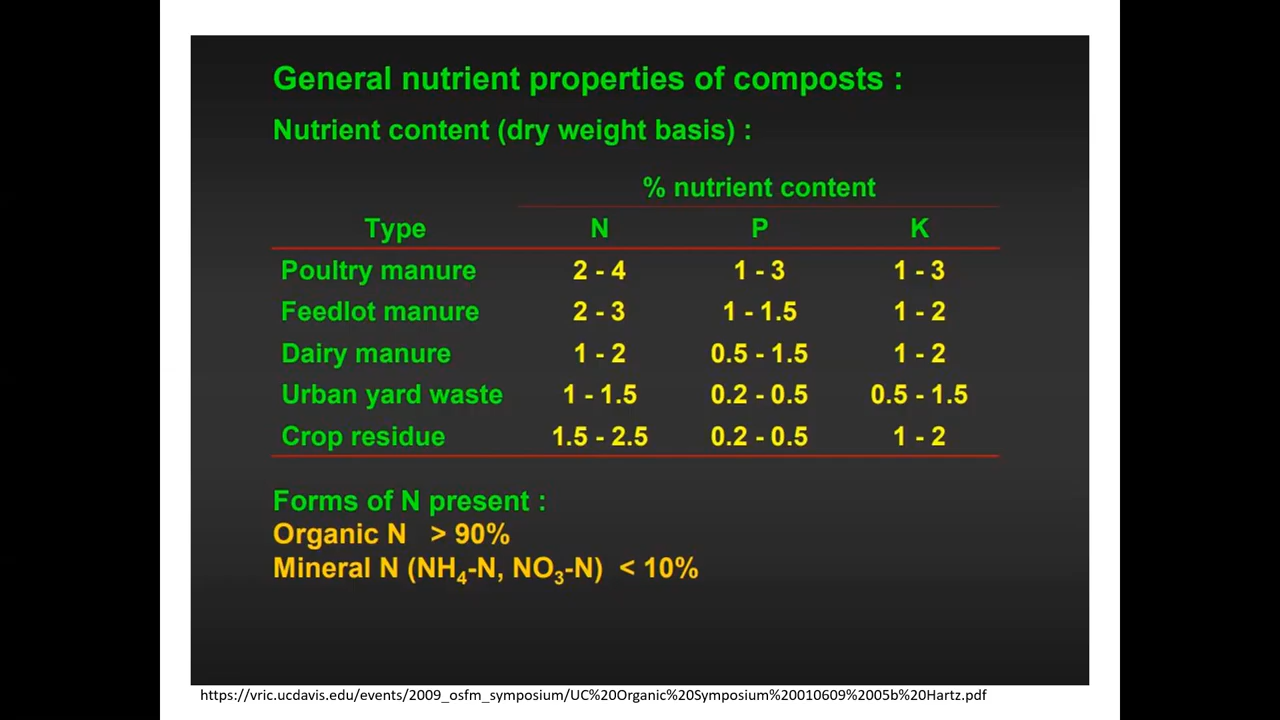 General nutrient properties of composts :
Nutrient content (dry weight basis) :
% nutrient content
Type N P K
Poultry manure 2 - 4 1 - 3 1 - 3
Feedlot manure 2 - 3 1 - 1.5 1 - 2
Dairy manure 1 - 2 0.5 - 1.5 1 - 2
Urban yard waste 1 - 1.5 0.2 - 0.5 0.5 - 1.5
Crop residue 1.5 - 2.5 0.2 - 0.5 1 - 2
Forms of N present :
Organic N > 90%
Mineral N (NH₄-N, NO₃-N) < 10%
https://vric.ucdavis.edu/events/2009_osfm_symposium/UC%20Organic%20Symposium%20010609%2005b%20Hartz.pdf